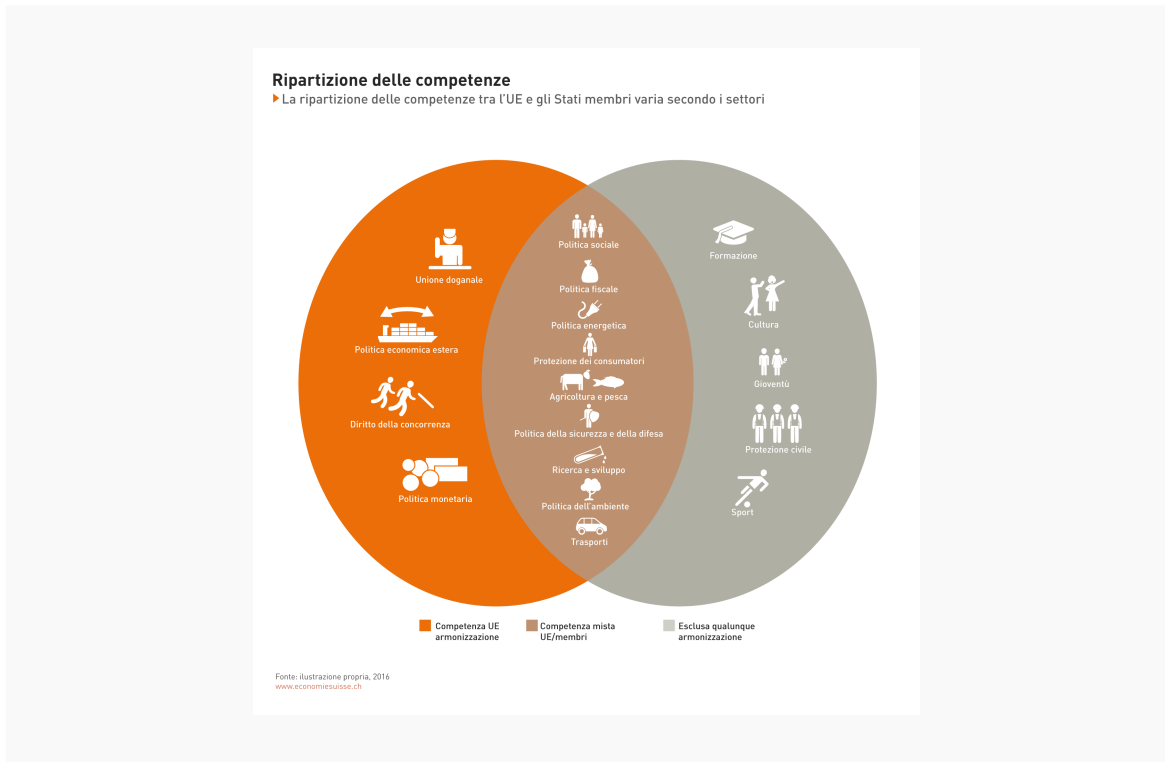 Ripartizione delle competenze
La ripartizione delle competenze tra l'UE e gli Stati membri varia secondo i settori
Unione doganale
Politica economica estera
Diritto della concorrenza
Politica monetaria
Politica sociale
Politica fiscale
Politica energetica
Protezione dei consumatori
Agricoltura e pesca
Politica della sicurezza e della difesa
Ricerca e sviluppo
Politica dell'ambiente
Trasporti
Formazione
Cultura
Gioventù
Protezione civile
Sport
Competenza UE
armonizzazione
Competenza mista
UE/membri
Esclusa qualunque
armonizzazione
Fonte: ilustrazione propria, 2016
www.economiesuisse.ch